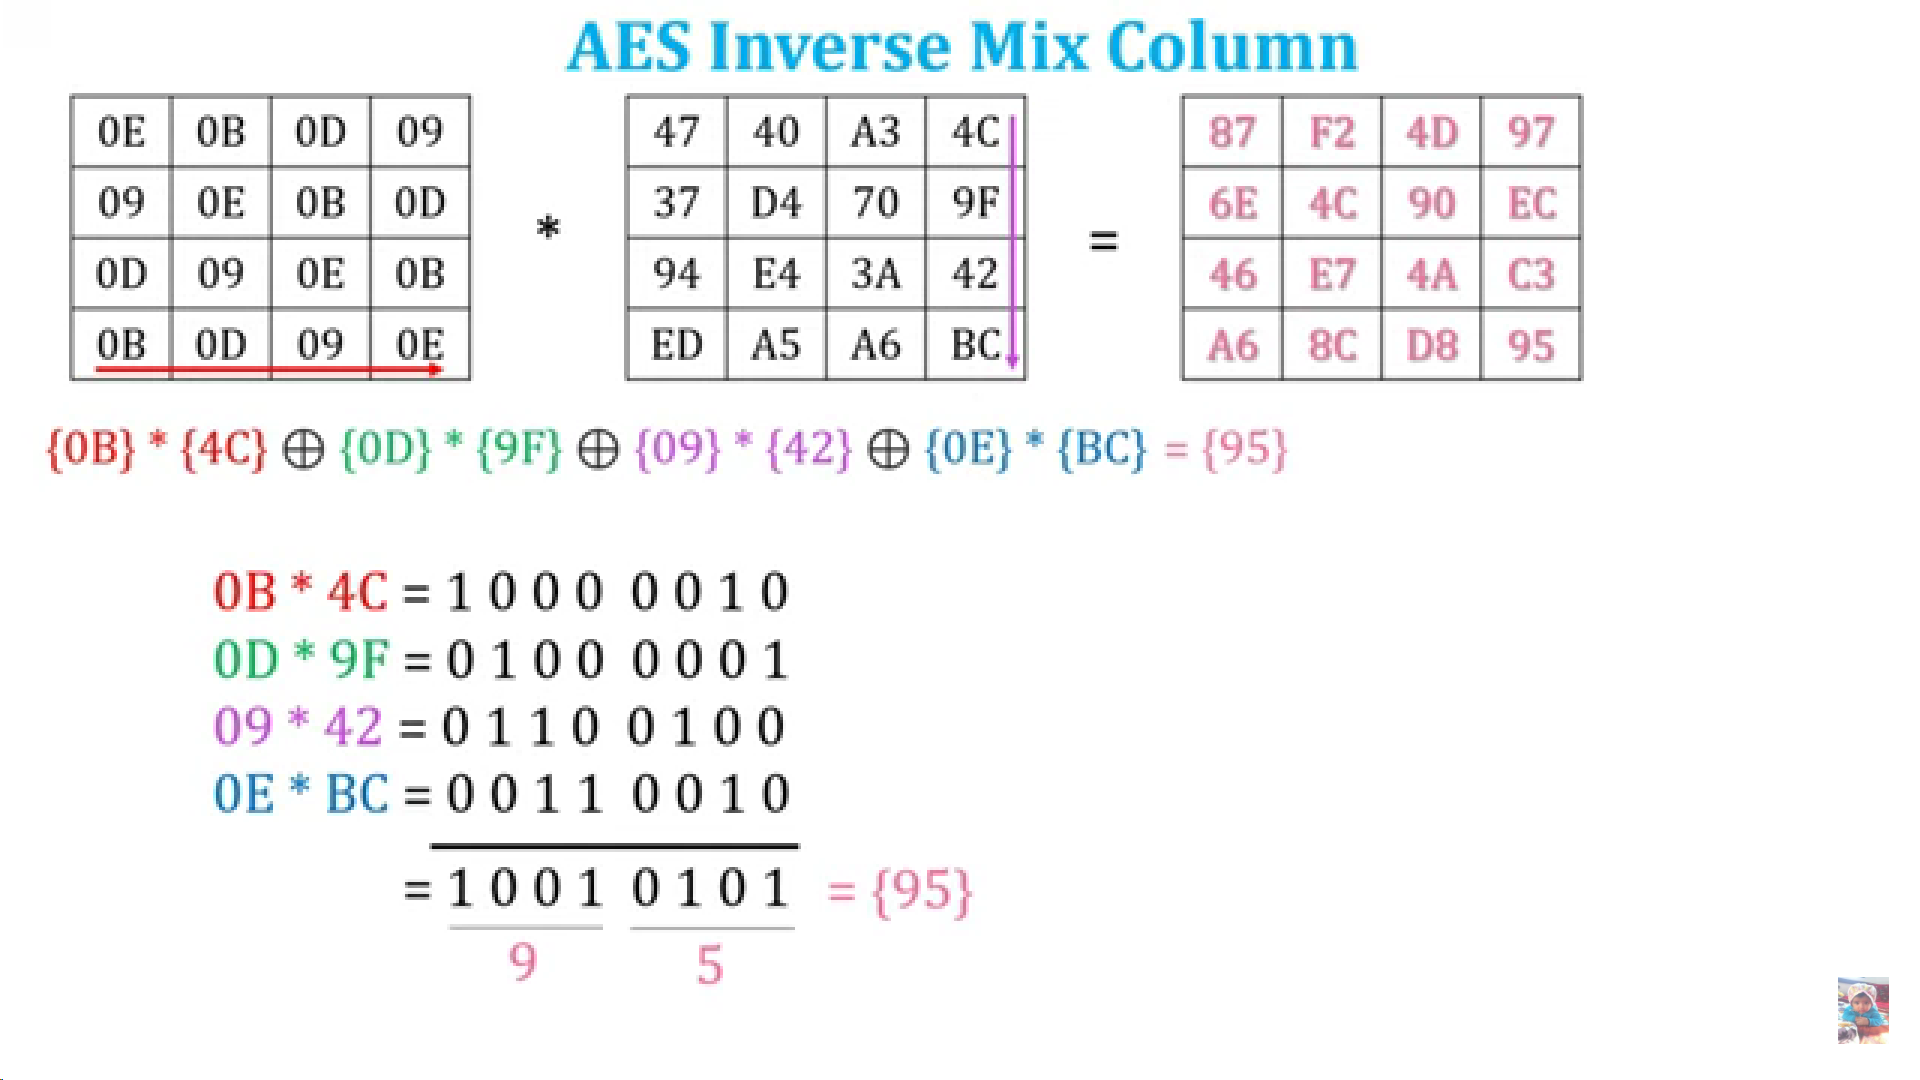 AES Inverse Mix Column
0E 0B 0D 09 47 40 A3 4C 87 F2 4D 97
09 0E 0B 0D 37 D4 70 9F 6E 4C 90 EC
* =
0D 09 0E 0B 94 E4 3A 42 46 E7 4A C3
0B 0D 09 0E ED A5 A6 BC A6 8C D8 95
{0B} * {4C} ⊕ {0D} * {9F} ⊕ {09} * {42} ⊕ {0E} * {BC} = {95}
0B * 4C = 1 0 0 0 0 0 1 0
0D * 9F = 0 1 0 0 0 0 0 1
09 * 42 = 0 1 1 0 0 1 0 0
0E * BC = 0 0 1 1 0 0 1 0
= 1 0 0 1 0 1 0 1 = {95}
9 5